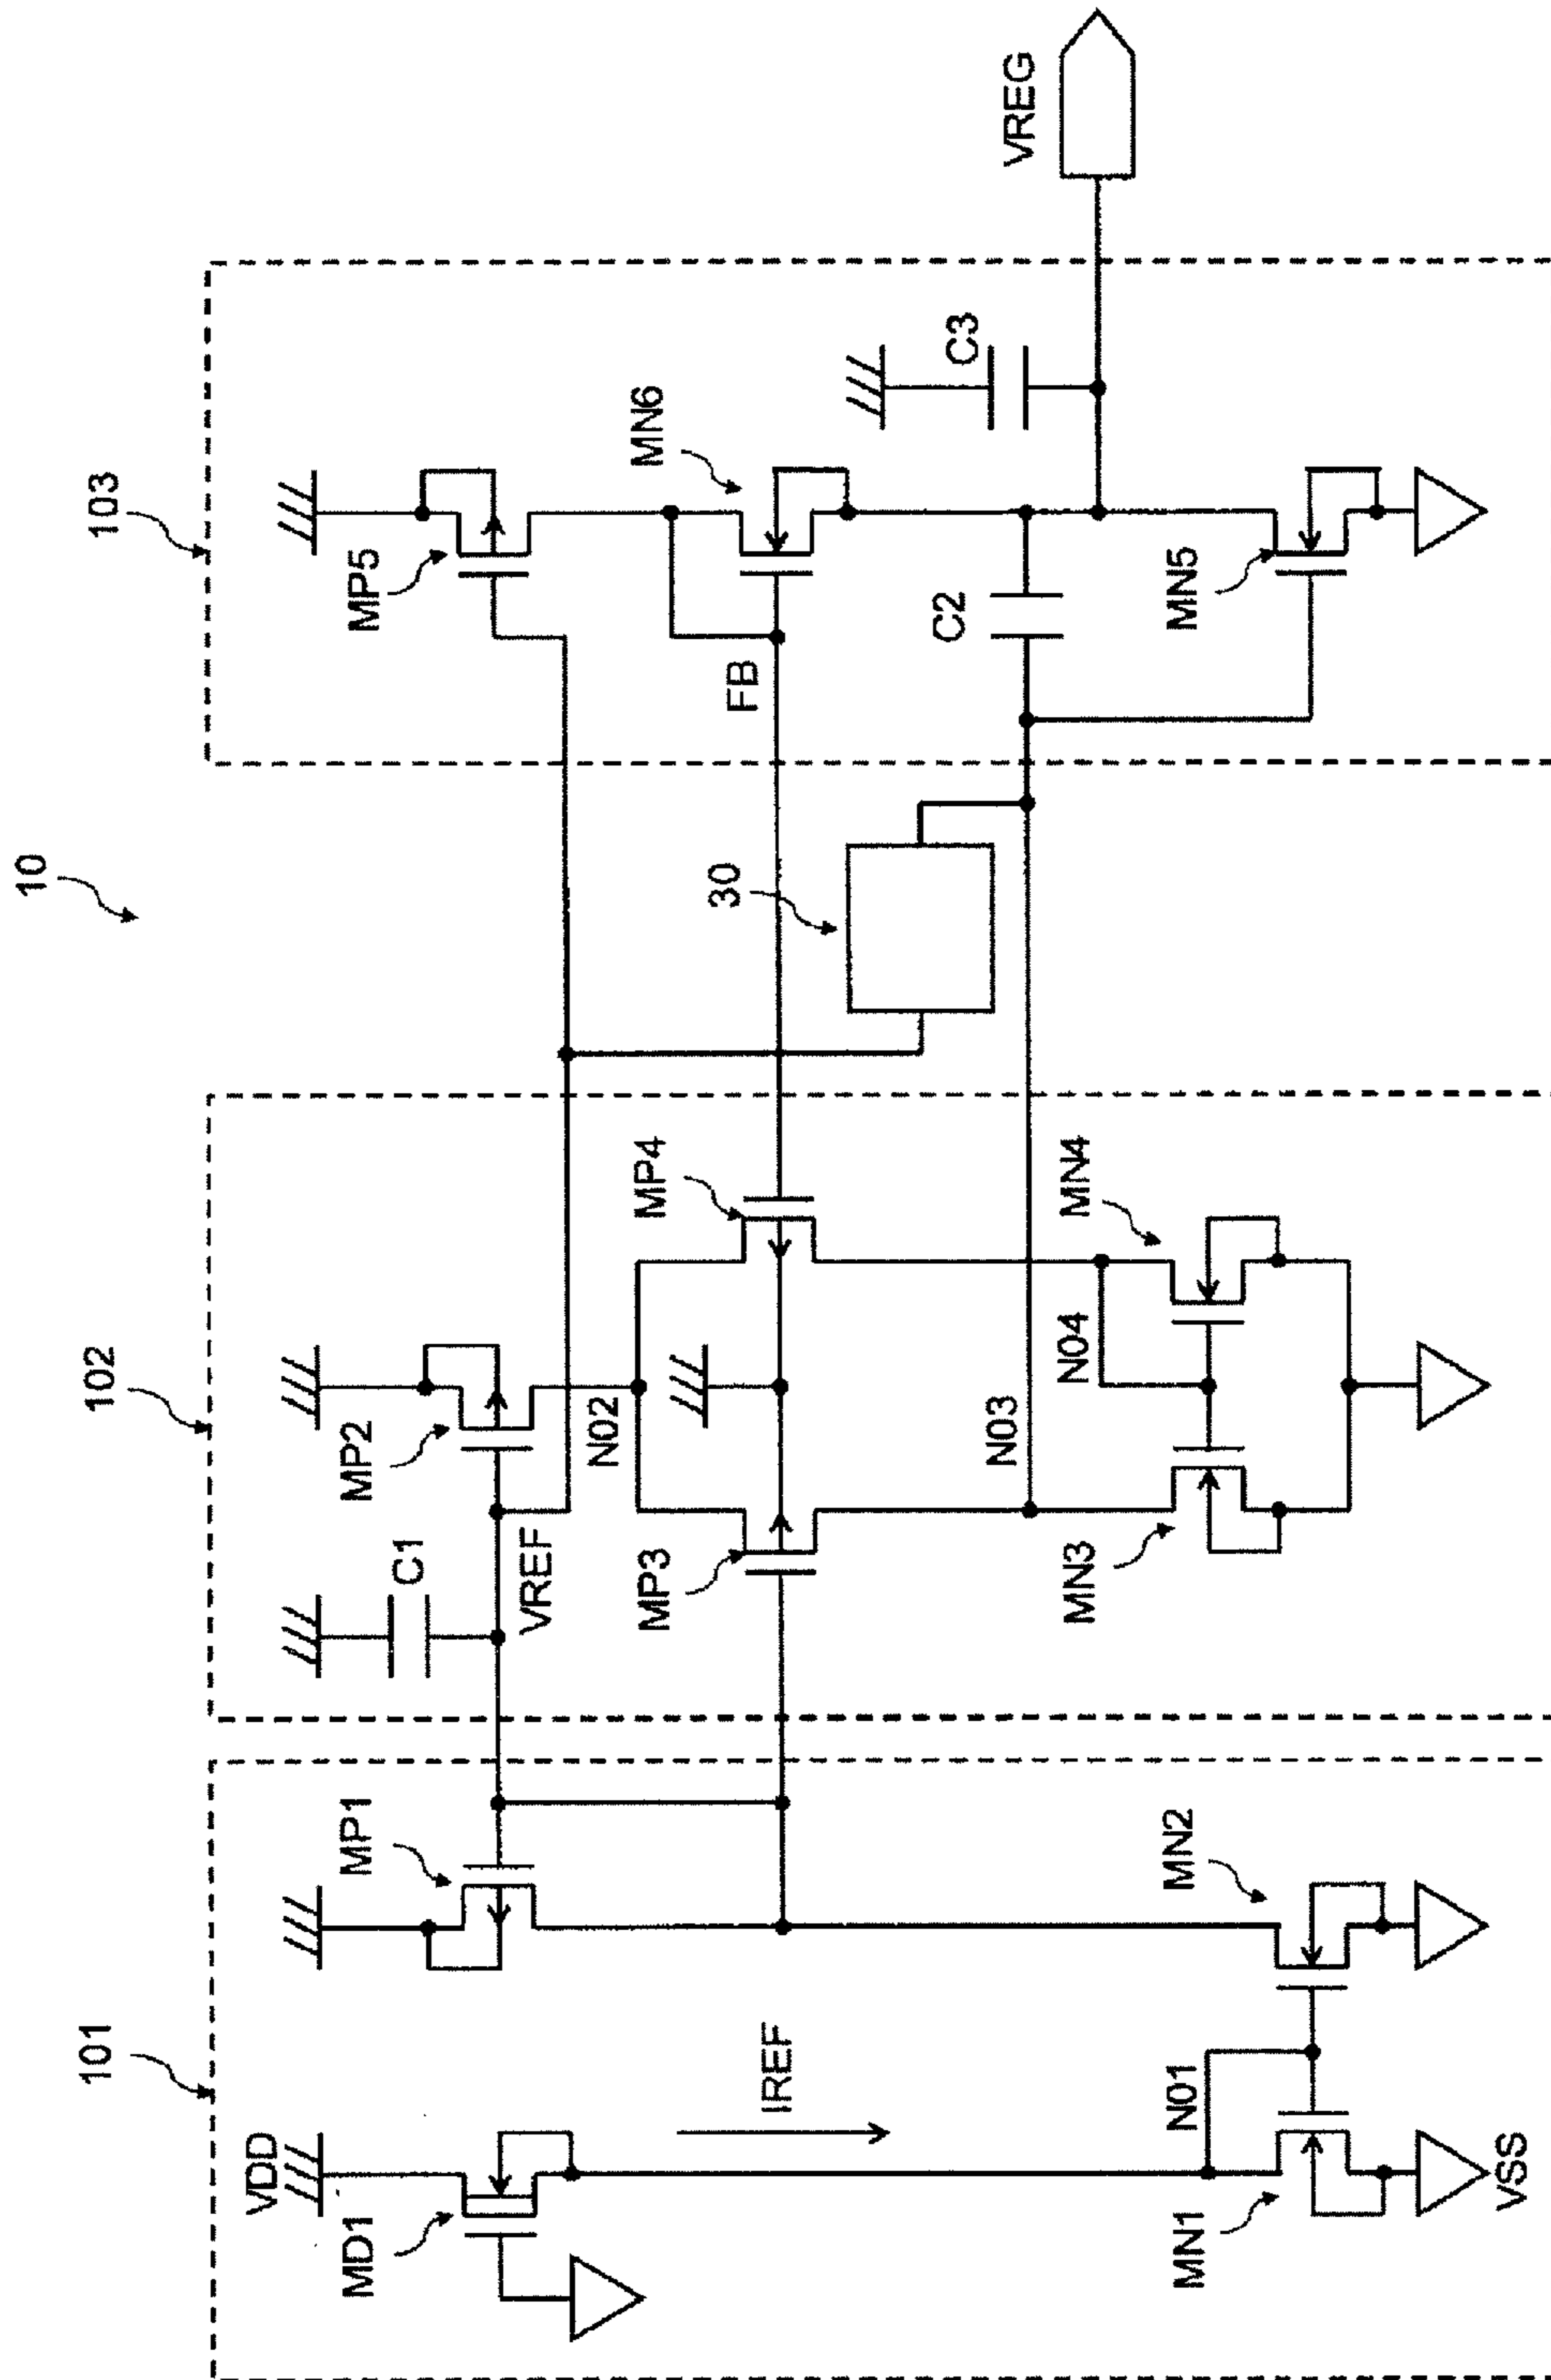 10
101
102
103
VDD
MD1
IREF
N01
MN1
VSS
MP1
MN2
C1
VREF
MP2
N02
MP3
MP4
N03
N04
MN3
MN4
30
MP5
MN6
FB
C2
C3
MN5
VREG